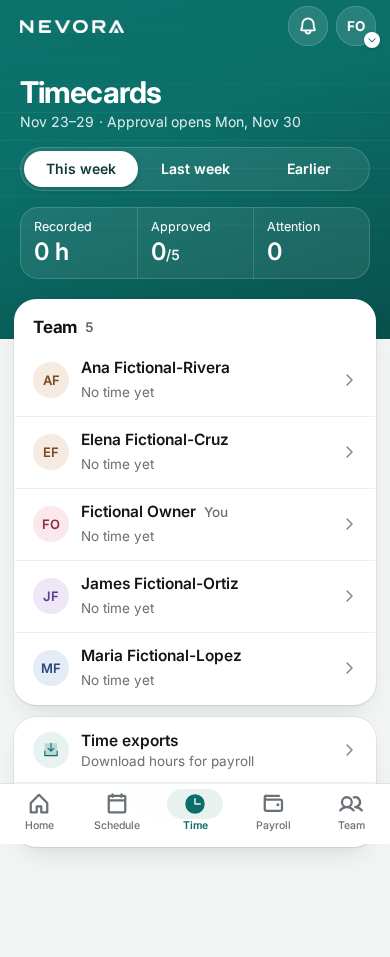 NEVORA
FO
Timecards
Nov 23–29 · Approval opens Mon, Nov 30
This week
Last week
Earlier
Recorded
0 h
Approved
0/5
Attention
0
Team 5
AF
Ana Fictional-Rivera
No time yet
EF
Elena Fictional-Cruz
No time yet
FO
Fictional Owner You
No time yet
JF
James Fictional-Ortiz
No time yet
MF
Maria Fictional-Lopez
No time yet
Time exports
Download hours for payroll
Home
Schedule
Time
Payroll
Team